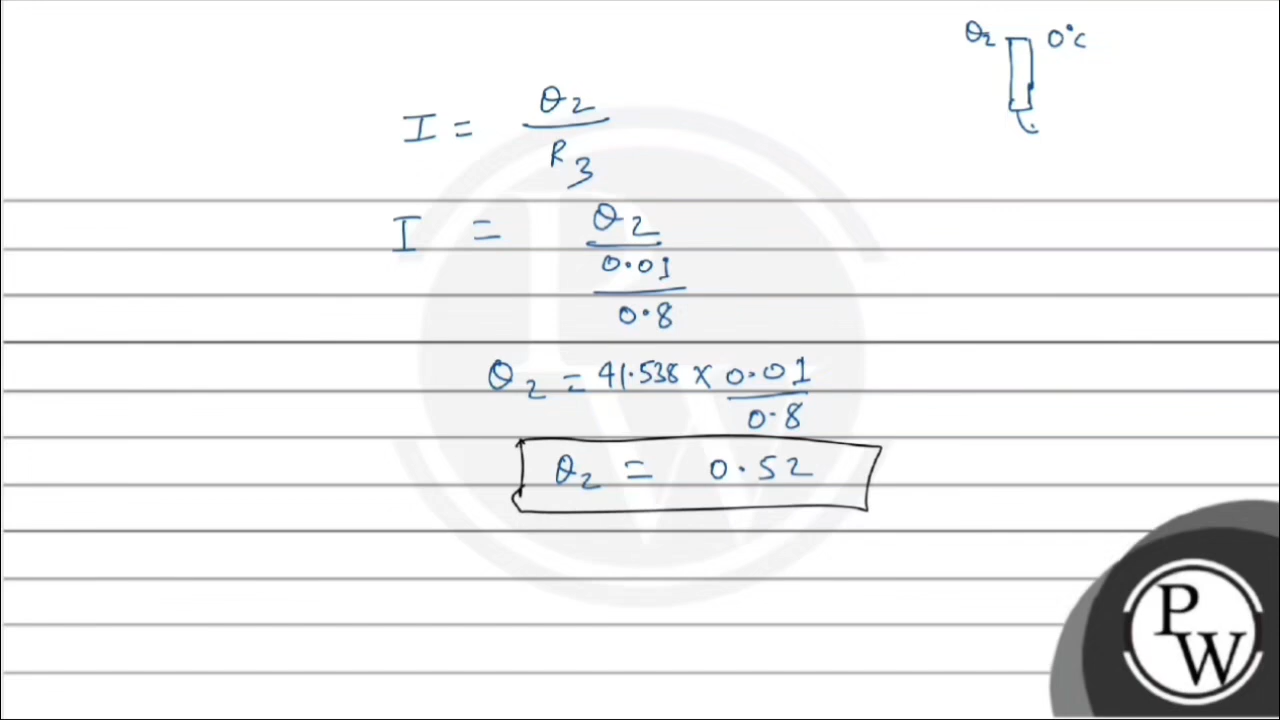 θ₂ 0°C
I = θ₂ / R₃
I = θ₂ / (0.01 / 0.8)
θ₂ = 41.538 × 0.01 / 0.8
θ₂ = 0.52
PW
PW